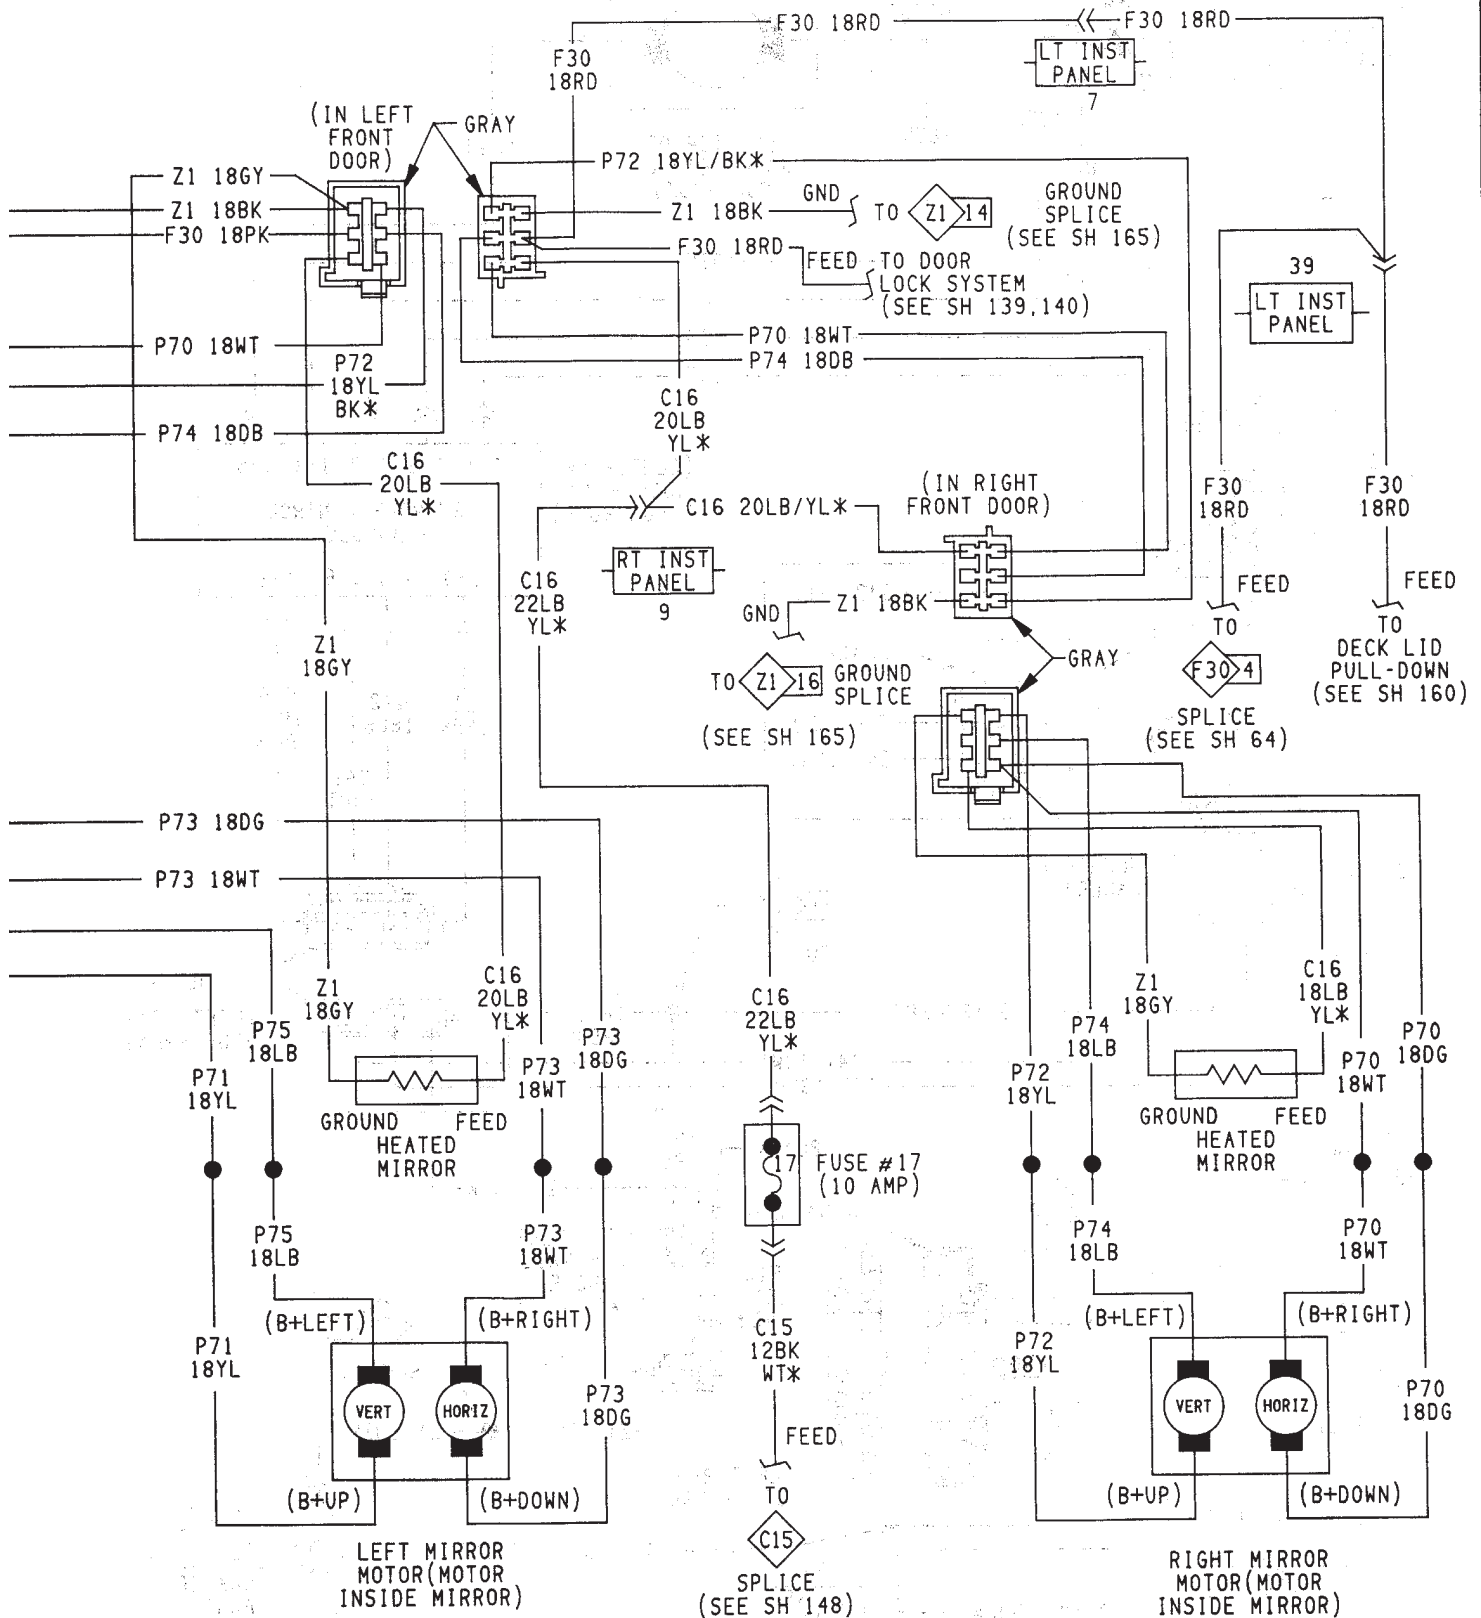 F30 18RD
F30 18RD
LT INST
PANEL
7
F30
18RD
(IN LEFT
FRONT
DOOR)
GRAY
P72 18YL/BK*
Z1 18GY
Z1 18BK
F30 18PK
Z1 18BK
GND
TO
Z1
14
GROUND
SPLICE
(SEE SH 165)
F30 18RD
FEED
TO DOOR
LOCK SYSTEM
(SEE SH 139,140)
39
LT INST
PANEL
P70 18WT
P72
18YL
BK*
P74 18DB
P70 18WT
P74 18DB
C16
20LB
YL*
C16
20LB
YL*
C16 20LB/YL*
(IN RIGHT
FRONT DOOR)
F30
18RD
F30
18RD
RT INST
PANEL
9
C16
22LB
YL*
GND
Z1 18BK
FEED
FEED
TO
TO
DECK LID
PULL-DOWN
(SEE SH 160)
Z1
18GY
GRAY
TO
Z1
16
GROUND
SPLICE
(SEE SH 165)
F30
4
SPLICE
(SEE SH 64)
P73 18DG
P73 18WT
Z1
18GY
C16
20LB
YL*
C16
22LB
YL*
Z1
18GY
C16
18LB
YL*
P75
18LB
P73
18DG
P74
18LB
P70
18DG
P71
18YL
P73
18WT
P72
18YL
P70
18WT
GROUND
FEED
HEATED
MIRROR
GROUND
FEED
HEATED
MIRROR
17
FUSE #17
(10 AMP)
P75
18LB
P73
18WT
P74
18LB
P70
18WT
(B+LEFT)
(B+RIGHT)
(B+LEFT)
(B+RIGHT)
P71
18YL
C15
12BK
WT*
P72
18YL
P73
18DG
P70
18DG
VERT
HORIZ
VERT
HORIZ
FEED
(B+UP)
(B+DOWN)
TO
(B+UP)
(B+DOWN)
C15
LEFT MIRROR
MOTOR(MOTOR
INSIDE MIRROR)
SPLICE
(SEE SH 148)
RIGHT MIRROR
MOTOR(MOTOR
INSIDE MIRROR)